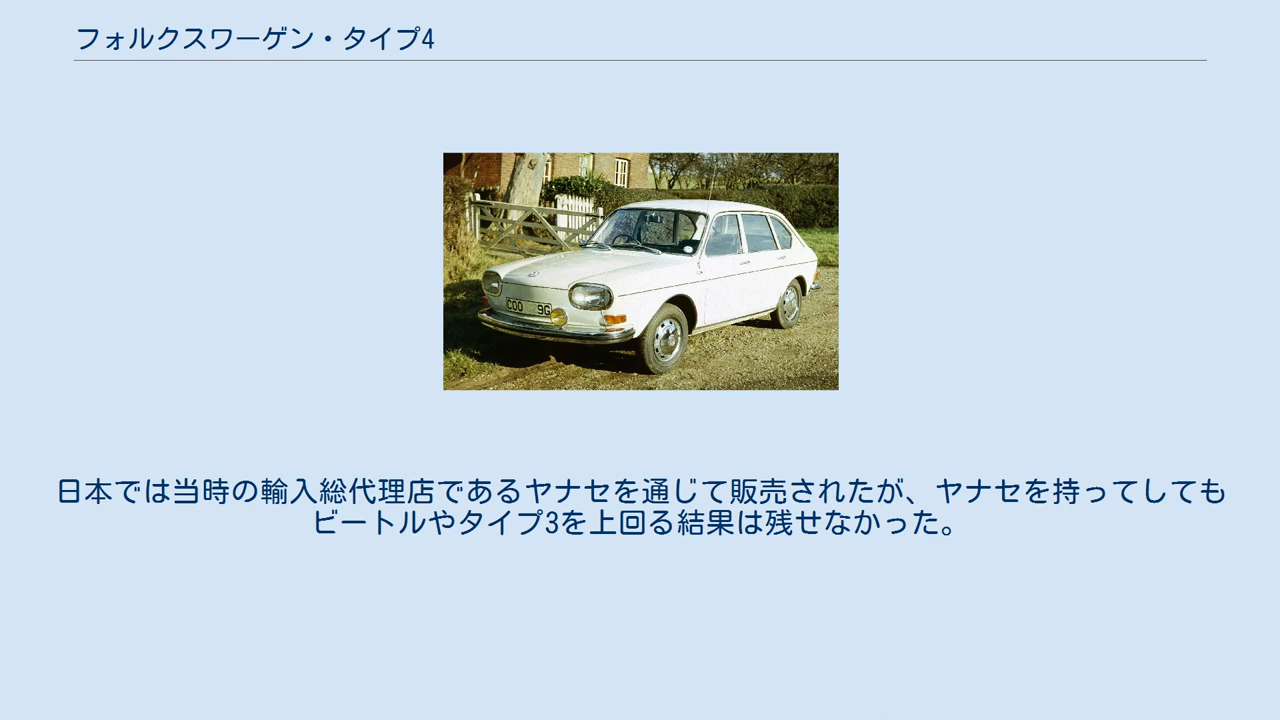 フォルクスワーゲン・タイプ4
COO 9G
日本では当時の輸入総代理店であるヤナセを通じて販売されたが、ヤナセを持ってしても
ビートルやタイプ3を上回る結果は残せなかった。